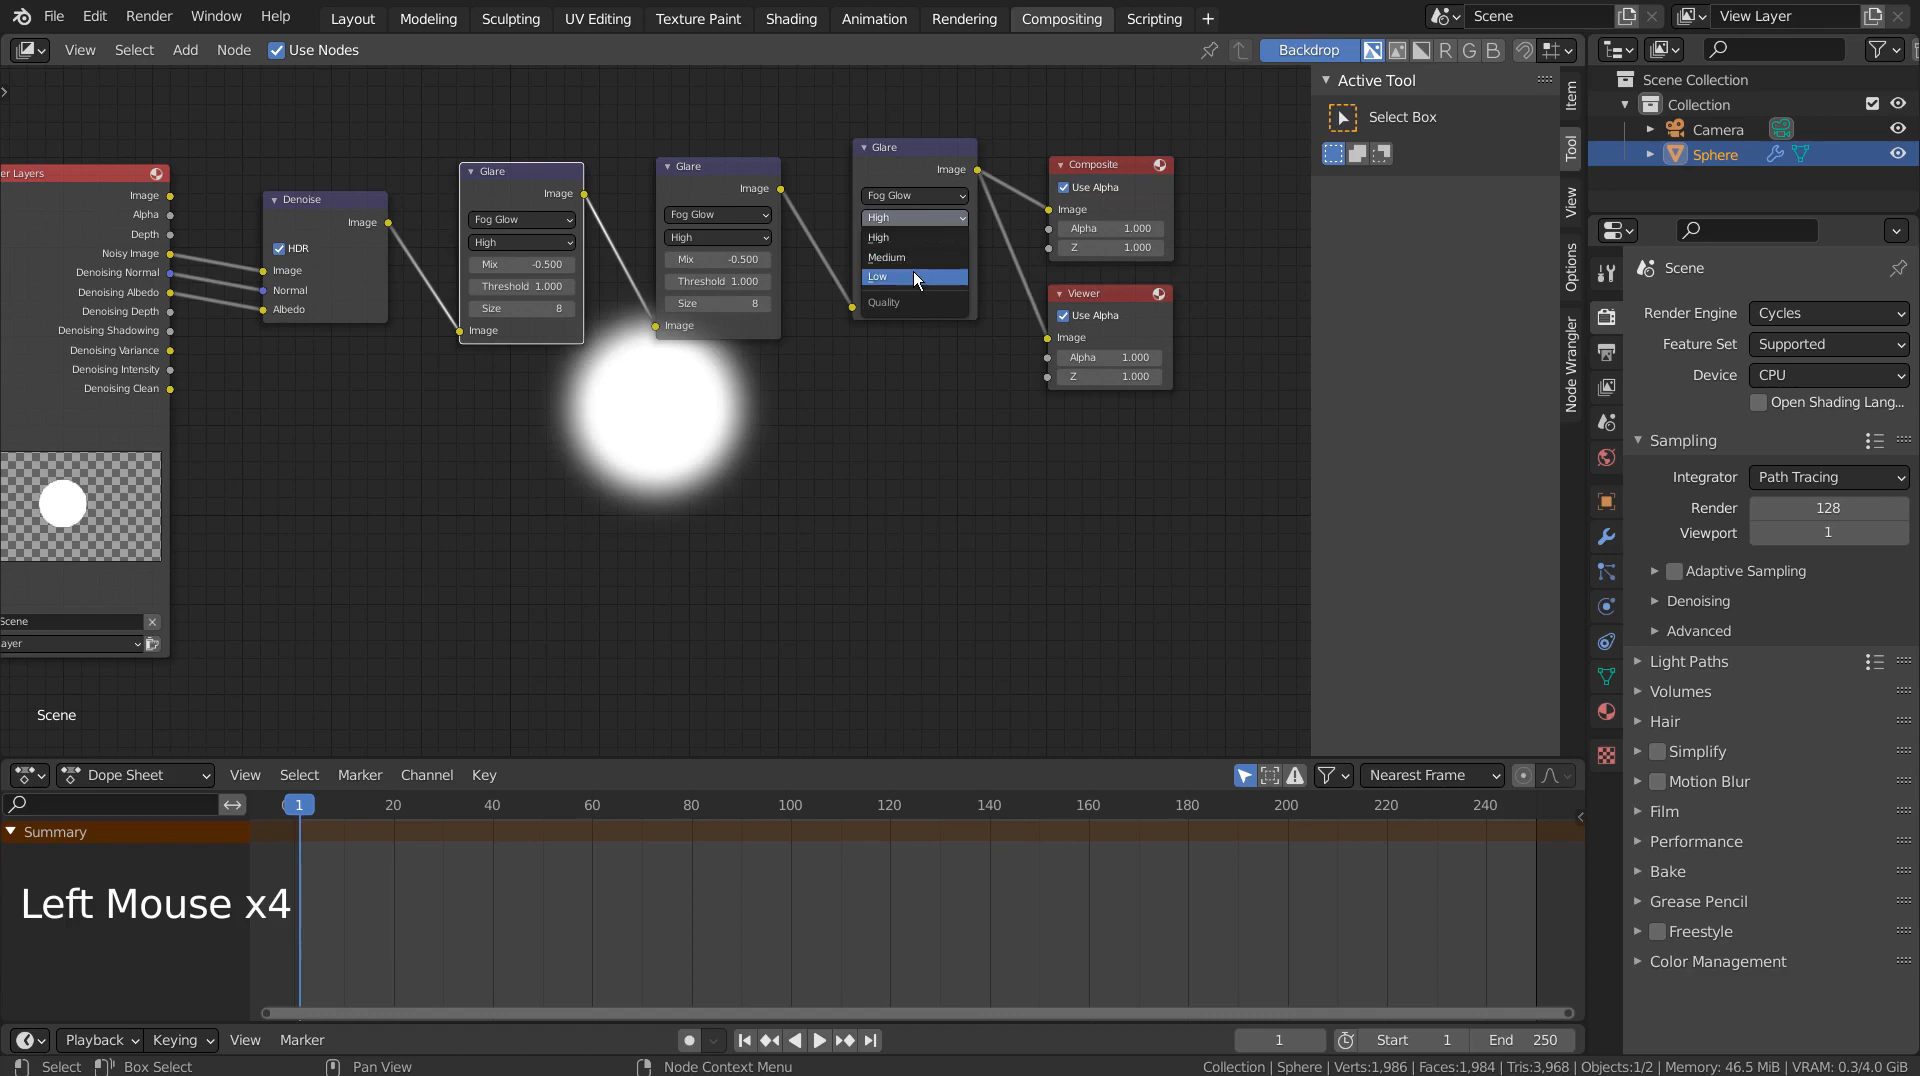 File Edit Render Window Help Layout Modeling Sculpting UV Editing Texture Paint Shading Animation Rendering Compositing Scripting + Scene View Layer
View Select Add Node Use Nodes Backdrop R G B
Active Tool
Select Box
Item
Tool
View
Options
Node Wrangler
er Layers
Image
Alpha
Depth
Noisy Image
Denoising Normal
Denoising Albedo
Denoising Depth
Denoising Shadowing
Denoising Variance
Denoising Intensity
Denoising Clean
Scene
ayer
Denoise
Image
HDR
Image
Normal
Albedo
Glare
Image
Fog Glow
High
Mix -0.500
Threshold 1.000
Size 8
Image
Glare
Image
Fog Glow
High
Mix -0.500
Threshold 1.000
Size 8
Image
Glare
Image
Fog Glow
High
High
Medium
Low
Quality
Composite
Use Alpha
Image
Alpha 1.000
Z 1.000
Viewer
Use Alpha
Image
Alpha 1.000
Z 1.000
Scene
Scene Collection
Collection
Camera
Sphere
Scene
Render Engine Cycles
Feature Set Supported
Device CPU
Open Shading Lang...
Sampling
Integrator Path Tracing
Render 128
Viewport 1
Adaptive Sampling
Denoising
Advanced
Light Paths
Volumes
Hair
Simplify
Motion Blur
Film
Performance
Bake
Grease Pencil
Freestyle
Color Management
Dope Sheet View Select Marker Channel Key Nearest Frame
1 20 40 60 80 100 120 140 160 180 200 220 240
Summary
Left Mouse x4
Playback Keying View Marker 1 Start 1 End 250
Select Box Select Pan View Node Context Menu Collection | Sphere | Verts:1,986 | Faces:1,984 | Tris:3,968 | Objects:1/2 | Memory: 46.5 MiB | VRAM: 0.3/4.0 GiB